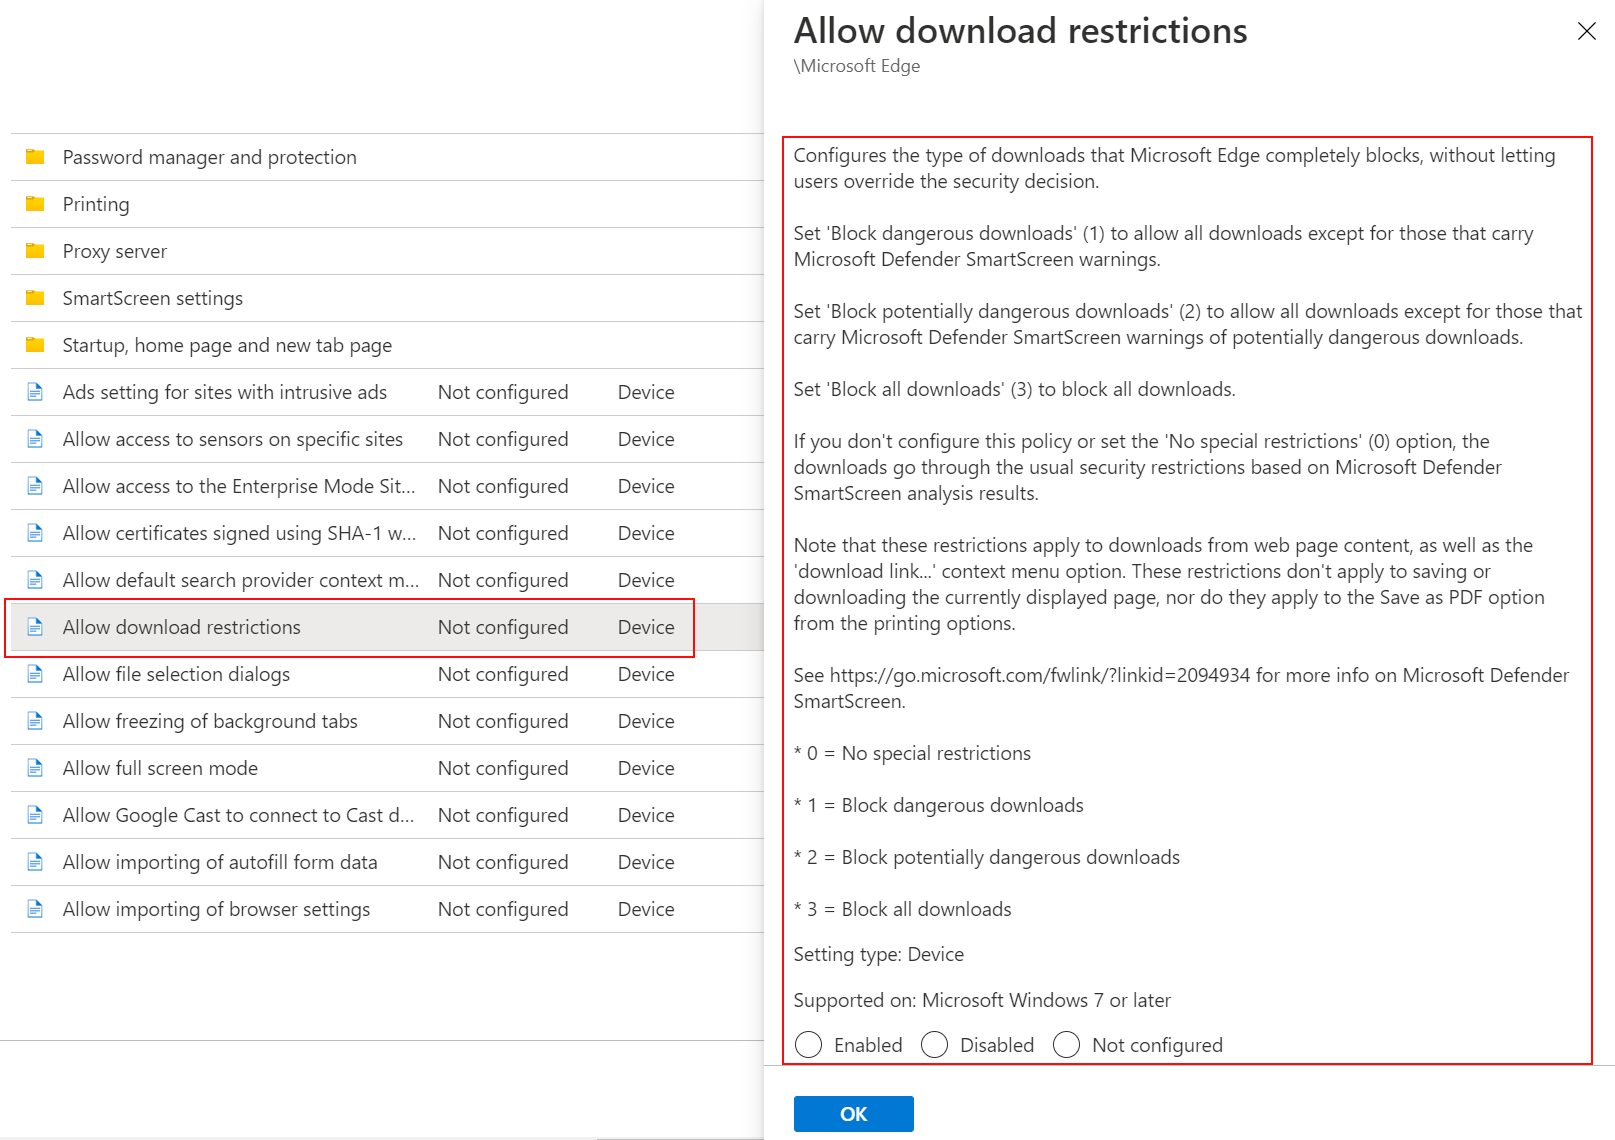 Password manager and protection
Printing
Proxy server
SmartScreen settings
Startup, home page and new tab page
Ads setting for sites with intrusive ads Not configured Device
Allow access to sensors on specific sites Not configured Device
Allow access to the Enterprise Mode Sit... Not configured Device
Allow certificates signed using SHA-1 w... Not configured Device
Allow default search provider context m... Not configured Device
Allow download restrictions Not configured Device
Allow file selection dialogs Not configured Device
Allow freezing of background tabs Not configured Device
Allow full screen mode Not configured Device
Allow Google Cast to connect to Cast d... Not configured Device
Allow importing of autofill form data Not configured Device
Allow importing of browser settings Not configured Device
Allow download restrictions
\Microsoft Edge
Configures the type of downloads that Microsoft Edge completely blocks, without letting
users override the security decision.
Set 'Block dangerous downloads' (1) to allow all downloads except for those that carry
Microsoft Defender SmartScreen warnings.
Set 'Block potentially dangerous downloads' (2) to allow all downloads except for those that
carry Microsoft Defender SmartScreen warnings of potentially dangerous downloads.
Set 'Block all downloads' (3) to block all downloads.
If you don't configure this policy or set the 'No special restrictions' (0) option, the
downloads go through the usual security restrictions based on Microsoft Defender
SmartScreen analysis results.
Note that these restrictions apply to downloads from web page content, as well as the
'download link...' context menu option. These restrictions don't apply to saving or
downloading the currently displayed page, nor do they apply to the Save as PDF option
from the printing options.
See https://go.microsoft.com/fwlink/?linkid=2094934 for more info on Microsoft Defender
SmartScreen.
* 0 = No special restrictions
* 1 = Block dangerous downloads
* 2 = Block potentially dangerous downloads
* 3 = Block all downloads
Setting type: Device
Supported on: Microsoft Windows 7 or later
Enabled Disabled Not configured
OK